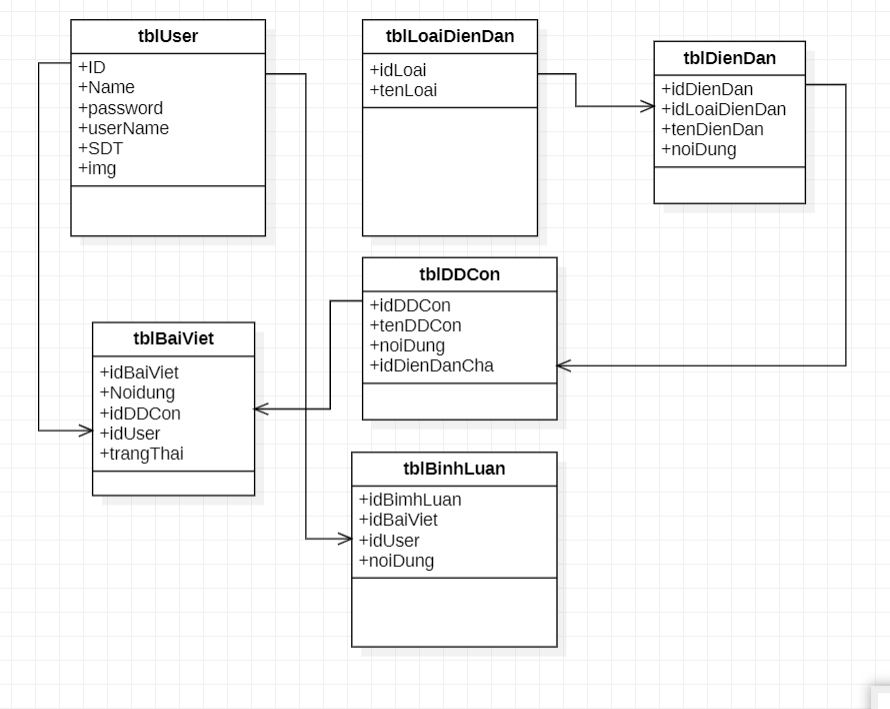 tblUser
+ID
+Name
+password
+userName
+SDT
+img
tblLoaiDienDan
+idLoai
+tenLoai
tblDienDan
+idDienDan
+idLoaiDienDan
+tenDienDan
+noiDung
tblDDCon
+idDDCon
+tenDDCon
+noiDung
+idDienDanCha
tblBaiViet
+idBaiViet
+Noidung
+idDDCon
+idUser
+trangThai
tblBinhLuan
+idBimhLuan
+idBaiViet
+idUser
+noiDung